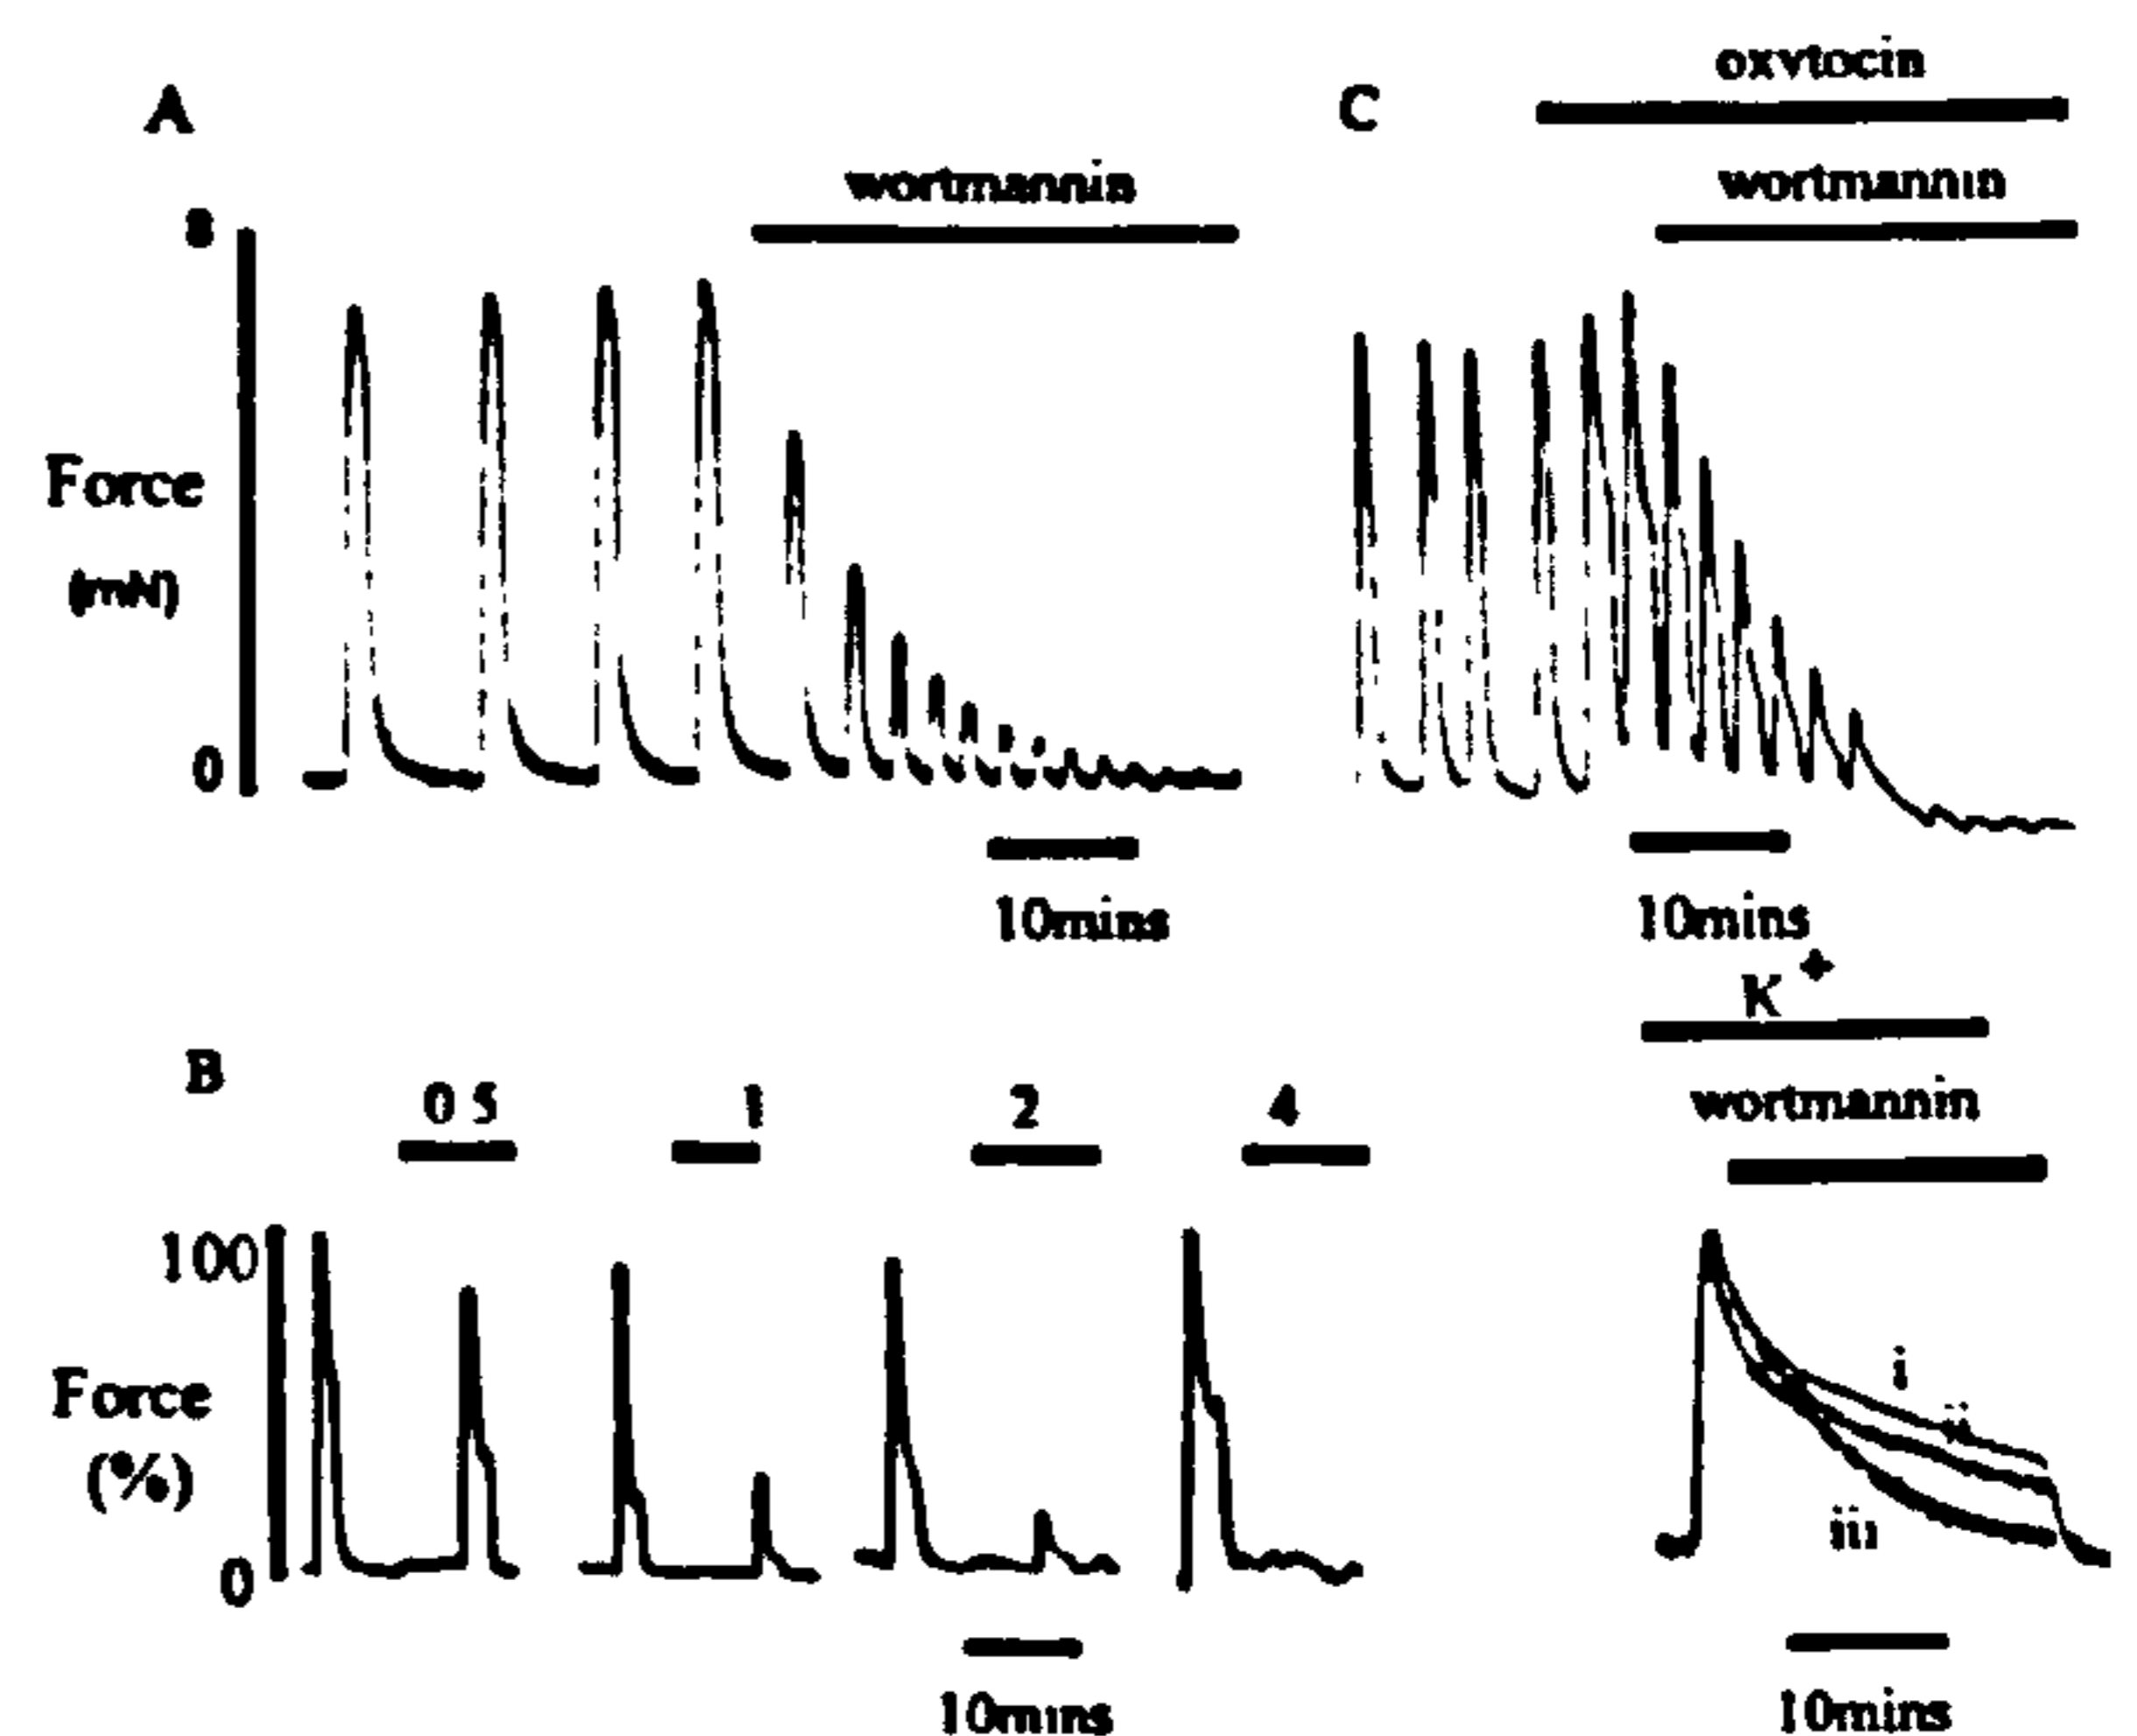 A
wortmannin
8
Force
(mN)
0
10mins
C
oxytocin
wortmannin
10mins
B
0 5
1
2
4
100
Force
(%)
0
10mins
K+
wortmannin
i
ii
iii
10mins